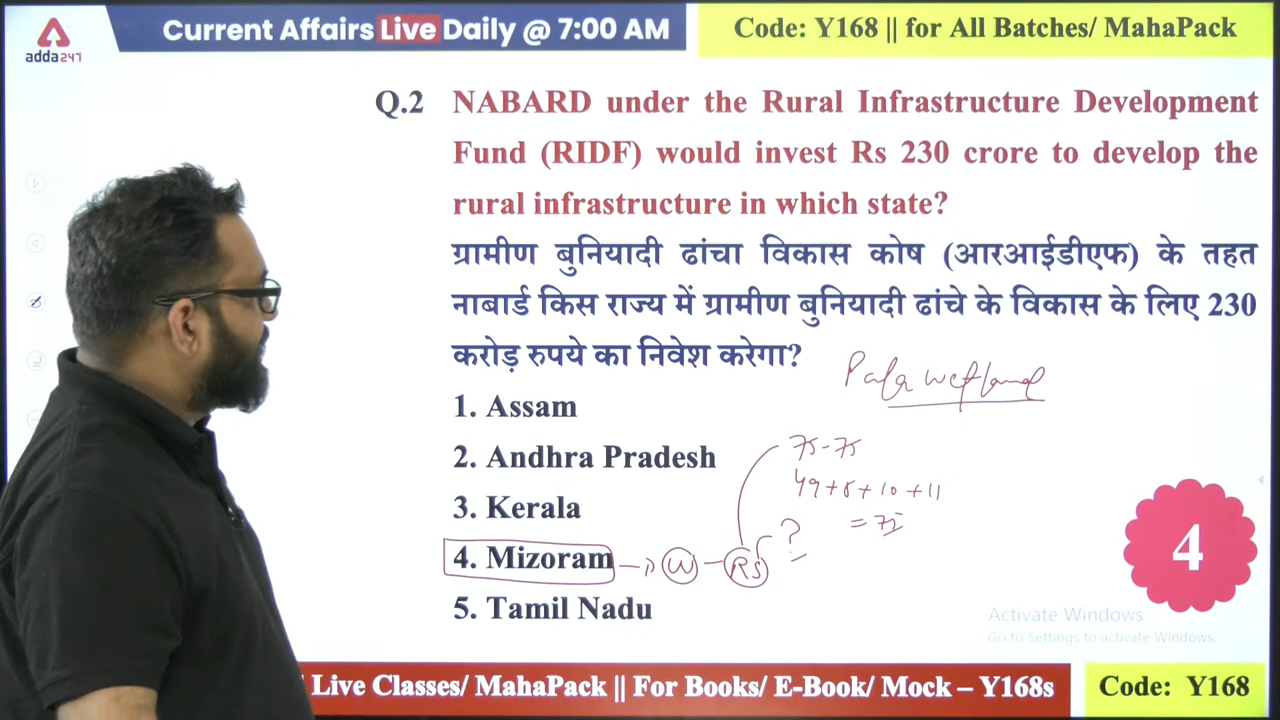 Current Affairs Live Daily @ 7:00 AM
Code: Y168 || for All Batches/ MahaPack
adda247
Q.2 NABARD under the Rural Infrastructure Development
Fund (RIDF) would invest Rs 230 crore to develop the
rural infrastructure in which state?
ग्रामीण बुनियादी ढांचा विकास कोष (आरआईडीएफ) के तहत
नाबार्ड किस राज्य में ग्रामीण बुनियादी ढांचे के विकास के लिए 230
करोड़ रुपये का निवेश करेगा?
Pala wetland
1. Assam
75-75
2. Andhra Pradesh
49+5+10+11
3. Kerala
= 75
?
4. Mizoram W RS
4
5. Tamil Nadu
Activate Windows
Go to Settings to activate Windows.
Live Classes/ MahaPack || For Books/ E-Book/ Mock – Y168s
Code: Y168